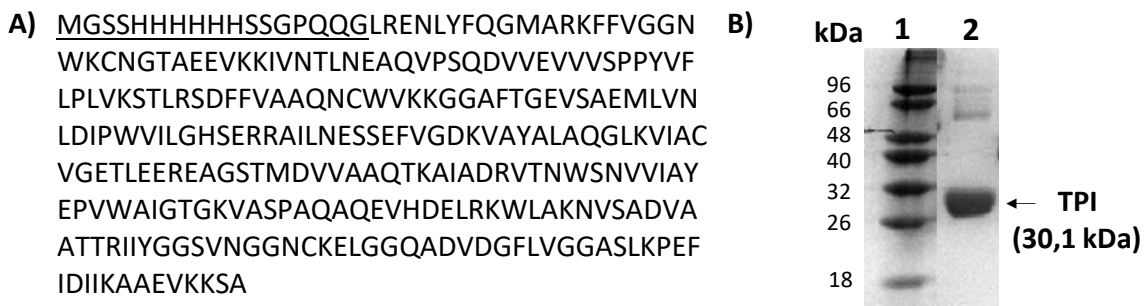 A) MGSSHHHHHHSSGPQQGLRENLYFQGMARKFFVGGN
WKCNGTAEEVKKIVNTLNEAQVPSQDVVEVVVSPPYVF
LPLVKSTLRSDFFVAAQNCWVKKGGAFTGEVSAEMLVN
LDIPWVILGHSERRAILNESSEFVGDKVAYALAQGLKVIAC
VGETLEEREAGSTMDVVAAQTKAIADRVTNWSNVVIAY
EPVWAIGTGKVASPAQAQEVHDELRKWLAKNVSADVA
ATTRIIYGGSVNGGNCKELGGQADVDGFLVGGASLKPEF
IDIIKAAEVKKSA
B)
kDa 1 2
96
66
48
40
32
26
18
TPI
(30,1 kDa)